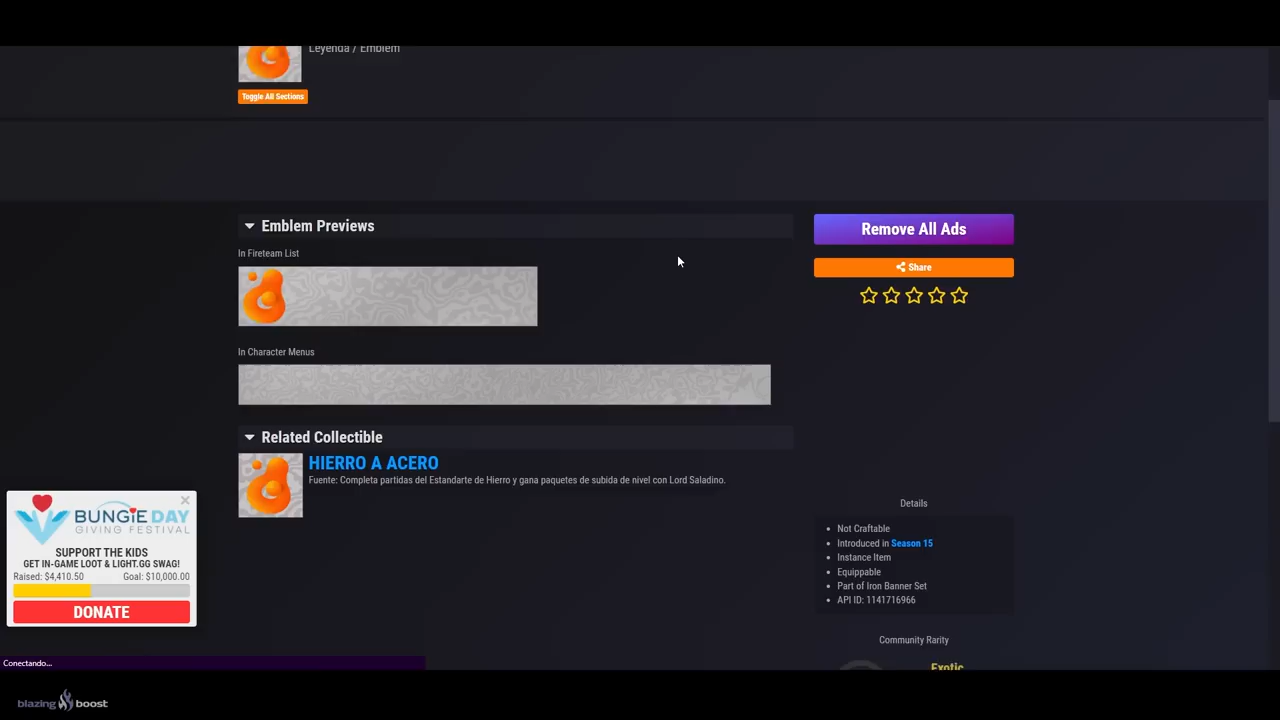 Leyenda / Emblem
Toggle All Sections
Emblem Previews
In Fireteam List
In Character Menus
Related Collectible
HIERRO A ACERO
Fuente: Completa partidas del Estandarte de Hierro y gana paquetes de subida de nivel con Lord Saladino.
Remove All Ads
Share
Details
Not Craftable
Introduced in Season 15
Instance Item
Equippable
Part of Iron Banner Set
API ID: 1141716966
Community Rarity
Exotic
BUNGIE DAY
GIVING FESTIVAL
SUPPORT THE KIDS
GET IN-GAME LOOT & LIGHT.GG SWAG!
Raised: $4,410.50 Goal: $10,000.00
DONATE
Conectando...
blazing boost